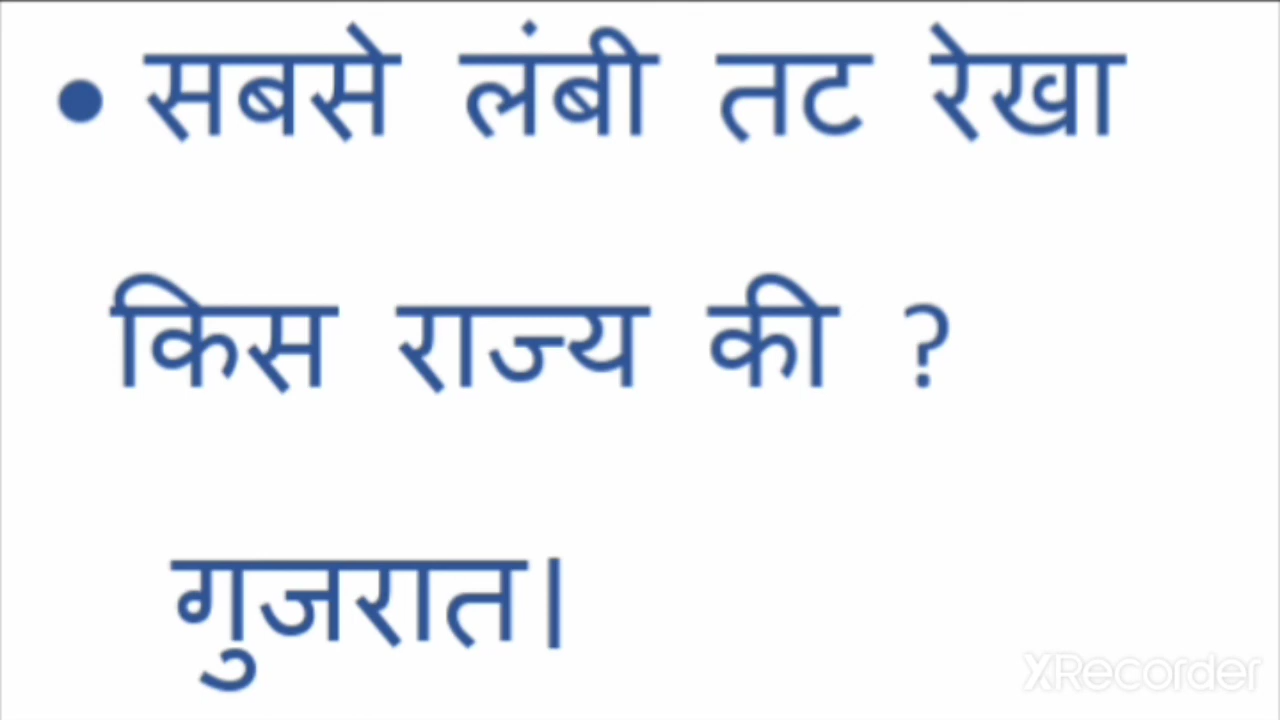 • सबसे लंबी तट रेखा
किस राज्य की ?
गुजरात।
XRecorder